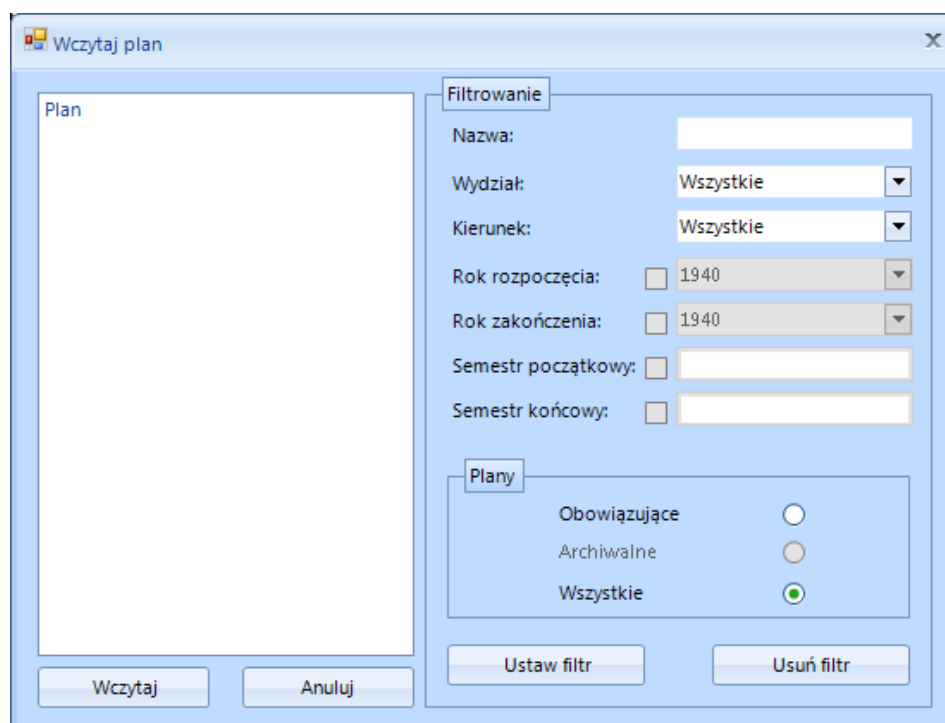 Wczytaj plan
Plan
Filtrowanie
Nazwa:
Wydział: Wszystkie
Kierunek: Wszystkie
Rok rozpoczęcia: 1940
Rok zakończenia: 1940
Semestr początkowy:
Semestr końcowy:
Plany
Obowiązujące
Archiwalne
Wszystkie
Ustaw filtr Usuń filtr
Wczytaj Anuluj